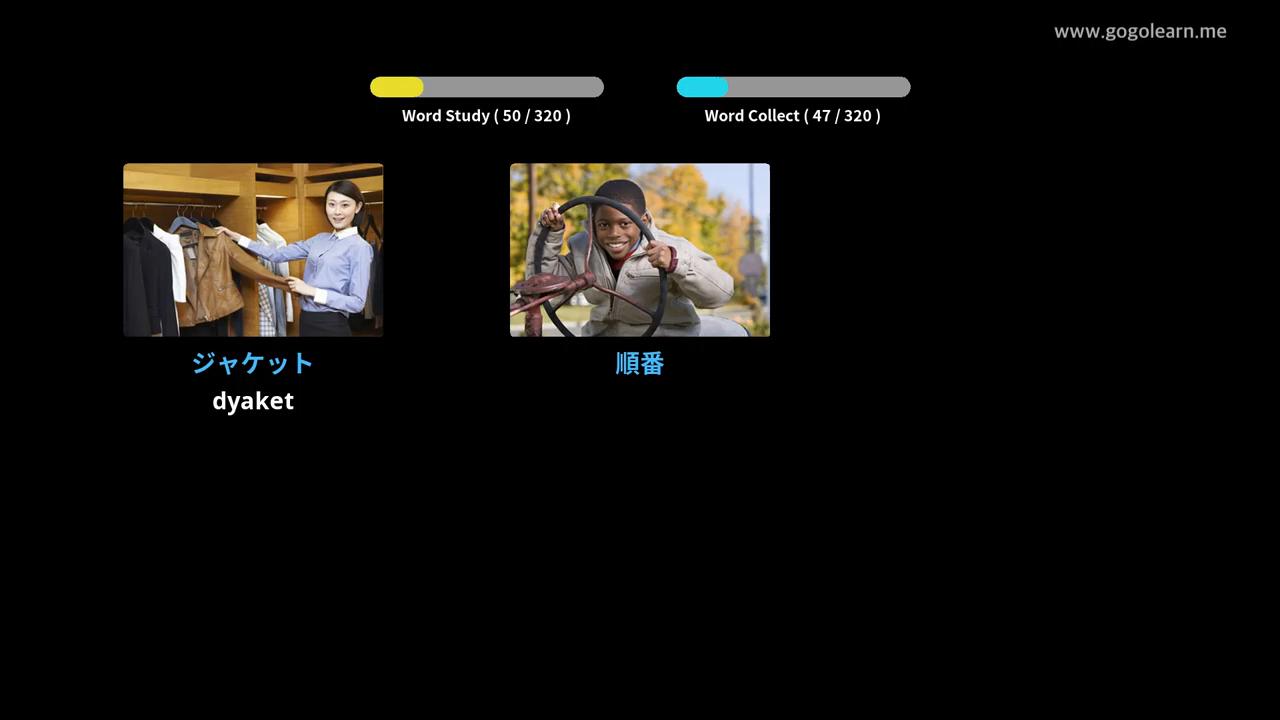 www.gogolearn.me
Word Study ( 50 / 320 )
Word Collect ( 47 / 320 )
ジャケット
dyaket
順番